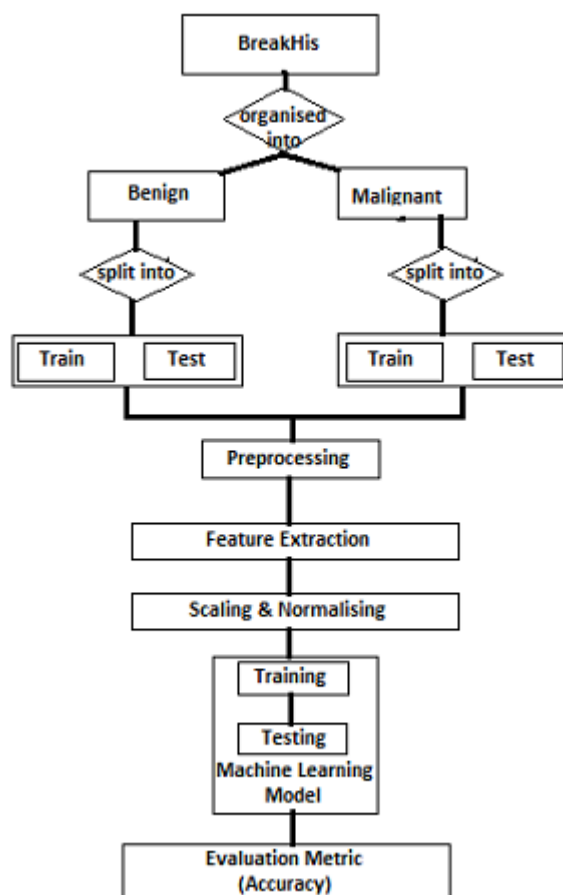 BreakHis
organised
into
Benign
Malignant
split into
split into
Train
Test
Train
Test
Preprocessing
Feature Extraction
Scaling & Normalising
Training
Testing
Machine Learning
Model
Evaluation Metric
(Accuracy)